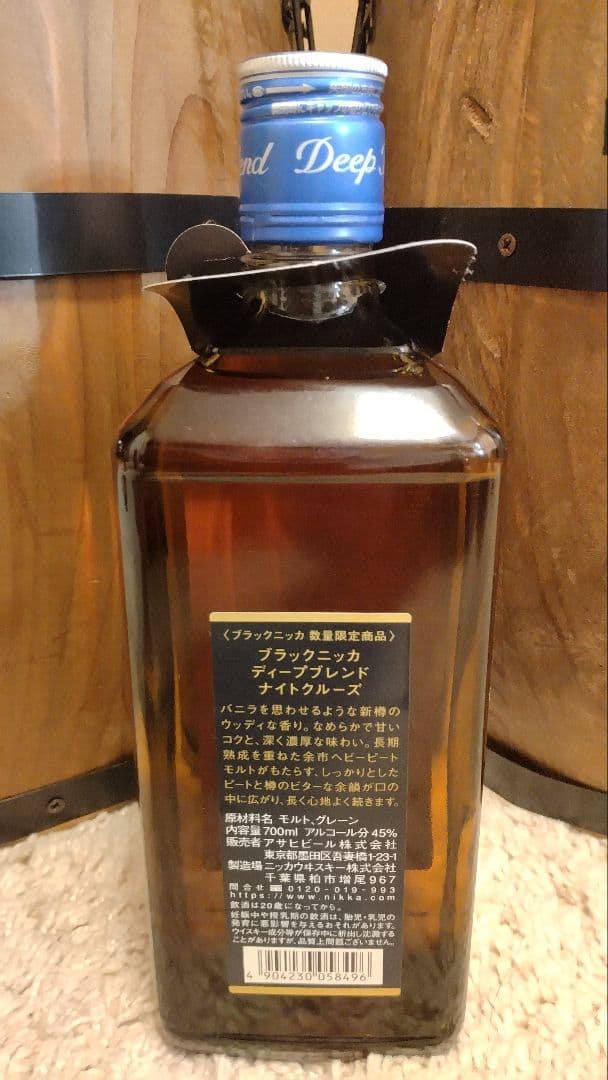 end Deep
〈ブラックニッカ 数量限定商品〉
ブラックニッカ
ディープブレンド
ナイトクルーズ
バニラを思わせるような新樽の
ウッディな香り。なめらかで甘い
コクと、深く濃厚な味わい。長期
熟成を重ねた余市ヘビーピート
モルトがもたらす、しっかりとした
ピートと樽のビターな余韻が口の
中に広がり、長く心地よく続きます。
原材料名 モルト、グレーン
内容量700ml アルコール分45%
販売者 アサヒビール株式会社
東京都墨田区吾妻橋1-23-1
製造場 ニッカウヰスキー株式会社
千葉県柏市増尾967
問合せ 0120-019-993
https://www.nikka.com
飲酒は20歳になってから。
妊娠中や授乳期の飲酒は、胎児・乳児の
発育に悪影響を与えるおそれがあります。
ウイスキー成分等が保存中に析出し沈澱する
ことがありますが、品質上問題ございません。
4 904230 058496